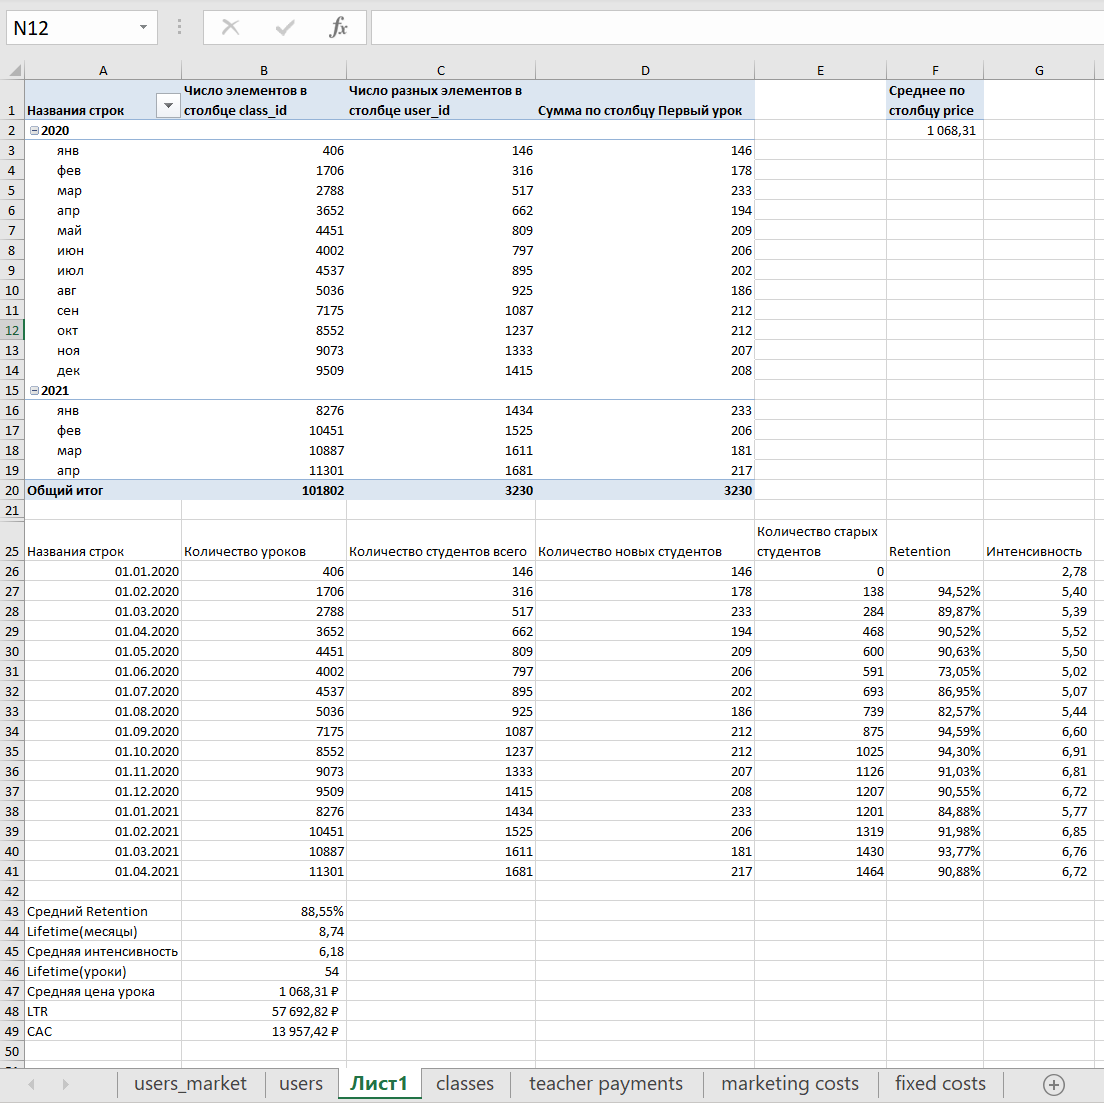 N12 fx
A B C D E F G
1 Названия строк Число элементов в столбце class_id Число разных элементов в столбце user_id Сумма по столбцу Первый урок Среднее по столбцу price
2 2020 1 068,31
3 янв 406 146 146
4 фев 1706 316 178
5 мар 2788 517 233
6 апр 3652 662 194
7 май 4451 809 209
8 июн 4002 797 206
9 июл 4537 895 202
10 авг 5036 925 186
11 сен 7175 1087 212
12 окт 8552 1237 212
13 ноя 9073 1333 207
14 дек 9509 1415 208
15 2021
16 янв 8276 1434 233
17 фев 10451 1525 206
18 мар 10887 1611 181
19 апр 11301 1681 217
20 Общий итог 101802 3230 3230
21
25 Названия строк Количество уроков Количество студентов всего Количество новых студентов Количество старых студентов Retention Интенсивность
26 01.01.2020 406 146 146 0 2,78
27 01.02.2020 1706 316 178 138 94,52% 5,40
28 01.03.2020 2788 517 233 284 89,87% 5,39
29 01.04.2020 3652 662 194 468 90,52% 5,52
30 01.05.2020 4451 809 209 600 90,63% 5,50
31 01.06.2020 4002 797 206 591 73,05% 5,02
32 01.07.2020 4537 895 202 693 86,95% 5,07
33 01.08.2020 5036 925 186 739 82,57% 5,44
34 01.09.2020 7175 1087 212 875 94,59% 6,60
35 01.10.2020 8552 1237 212 1025 94,30% 6,91
36 01.11.2020 9073 1333 207 1126 91,03% 6,81
37 01.12.2020 9509 1415 208 1207 90,55% 6,72
38 01.01.2021 8276 1434 233 1201 84,88% 5,77
39 01.02.2021 10451 1525 206 1319 91,98% 6,85
40 01.03.2021 10887 1611 181 1430 93,77% 6,76
41 01.04.2021 11301 1681 217 1464 90,88% 6,72
42
43 Средний Retention 88,55%
44 Lifetime(месяцы) 8,74
45 Средняя интенсивность 6,18
46 Lifetime(уроки) 54
47 Средняя цена урока 1 068,31 ₽
48 LTR 57 692,82 ₽
49 CAC 13 957,42 ₽
50
users_market users Лист1 classes teacher payments marketing costs fixed costs